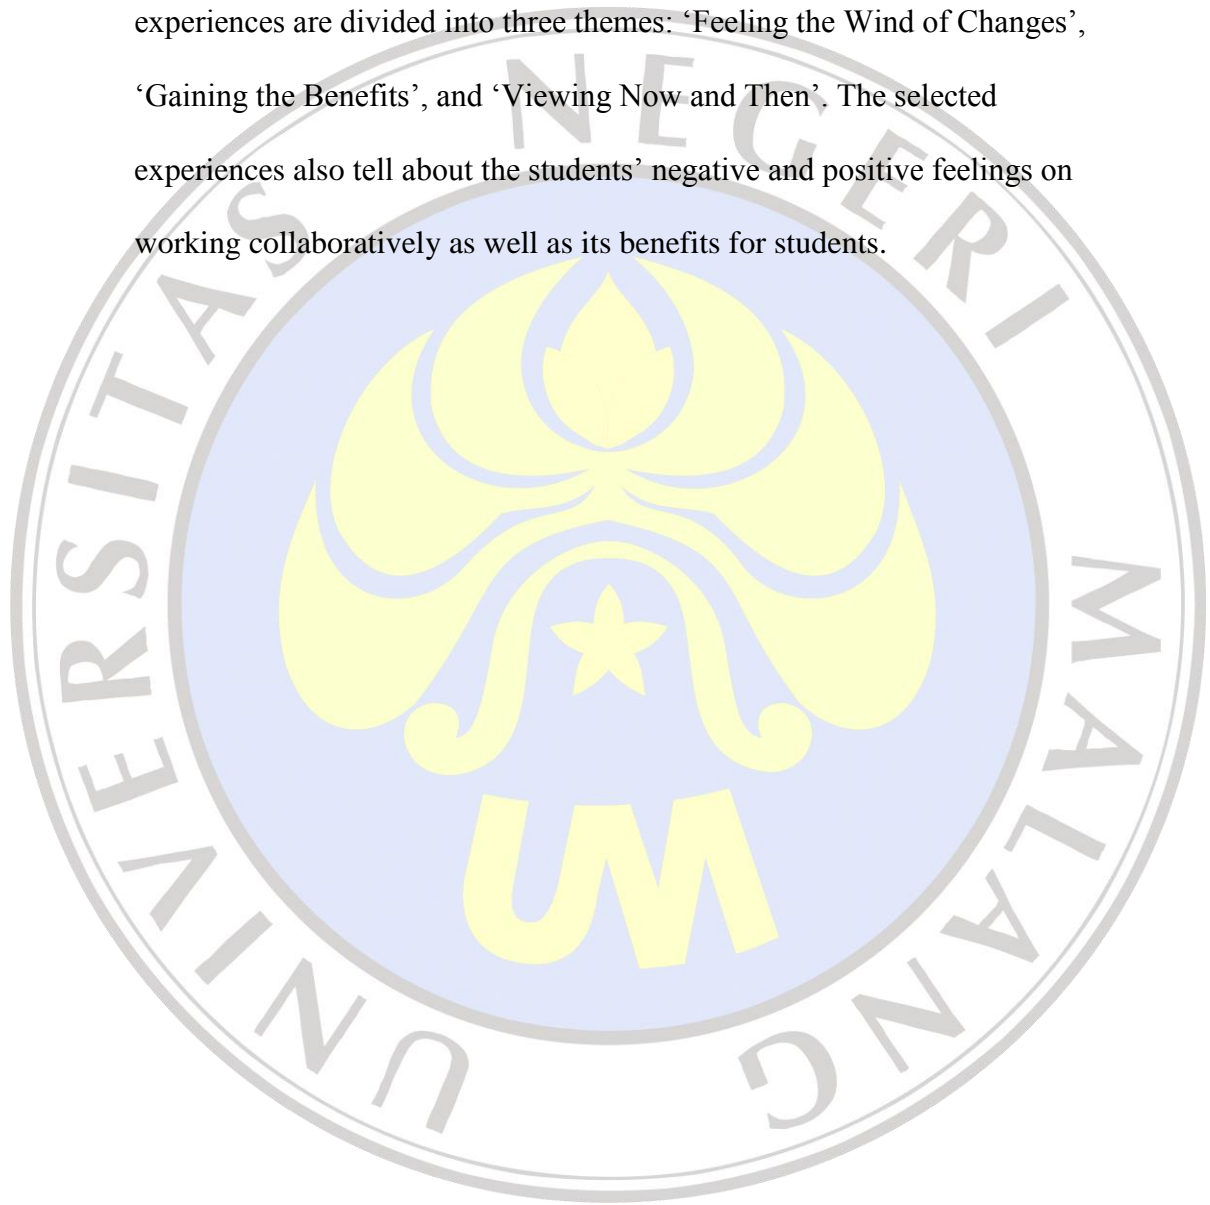 experiences are divided into three themes: ‘Feeling the Wind of Changes’,
‘Gaining the Benefits’, and ‘Viewing Now and Then’. The selected
experiences also tell about the students’ negative and positive feelings on
working collaboratively as well as its benefits for students.
UNIVERSITAS NEGERI MALANG
UM